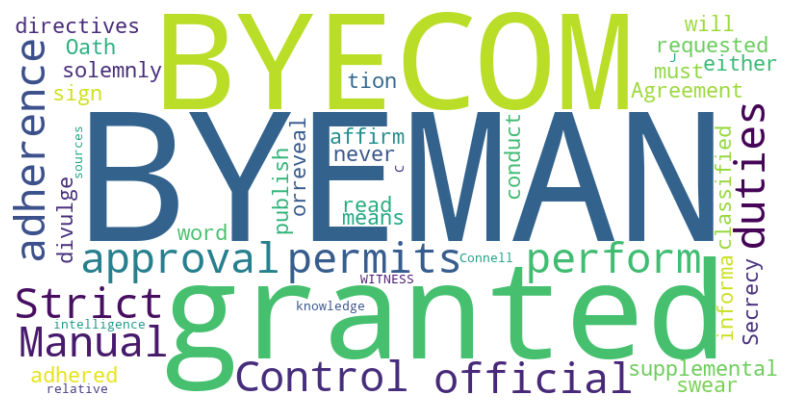 directives
BYECOM
will
Oath
requested
solemnly
tion
must
either
sign
Agreement
adherence
BYEMAN
sources
orreveal
affirm
never
c
J
conduct
classified
duties
publish
divulge
read
means
word
approval
permits
Connell
perform
WITNESS
granted
informa
Secrecy
Strict
knowledge
intelligence
Manual
Control
official
supplemental
adhered
swear
relative